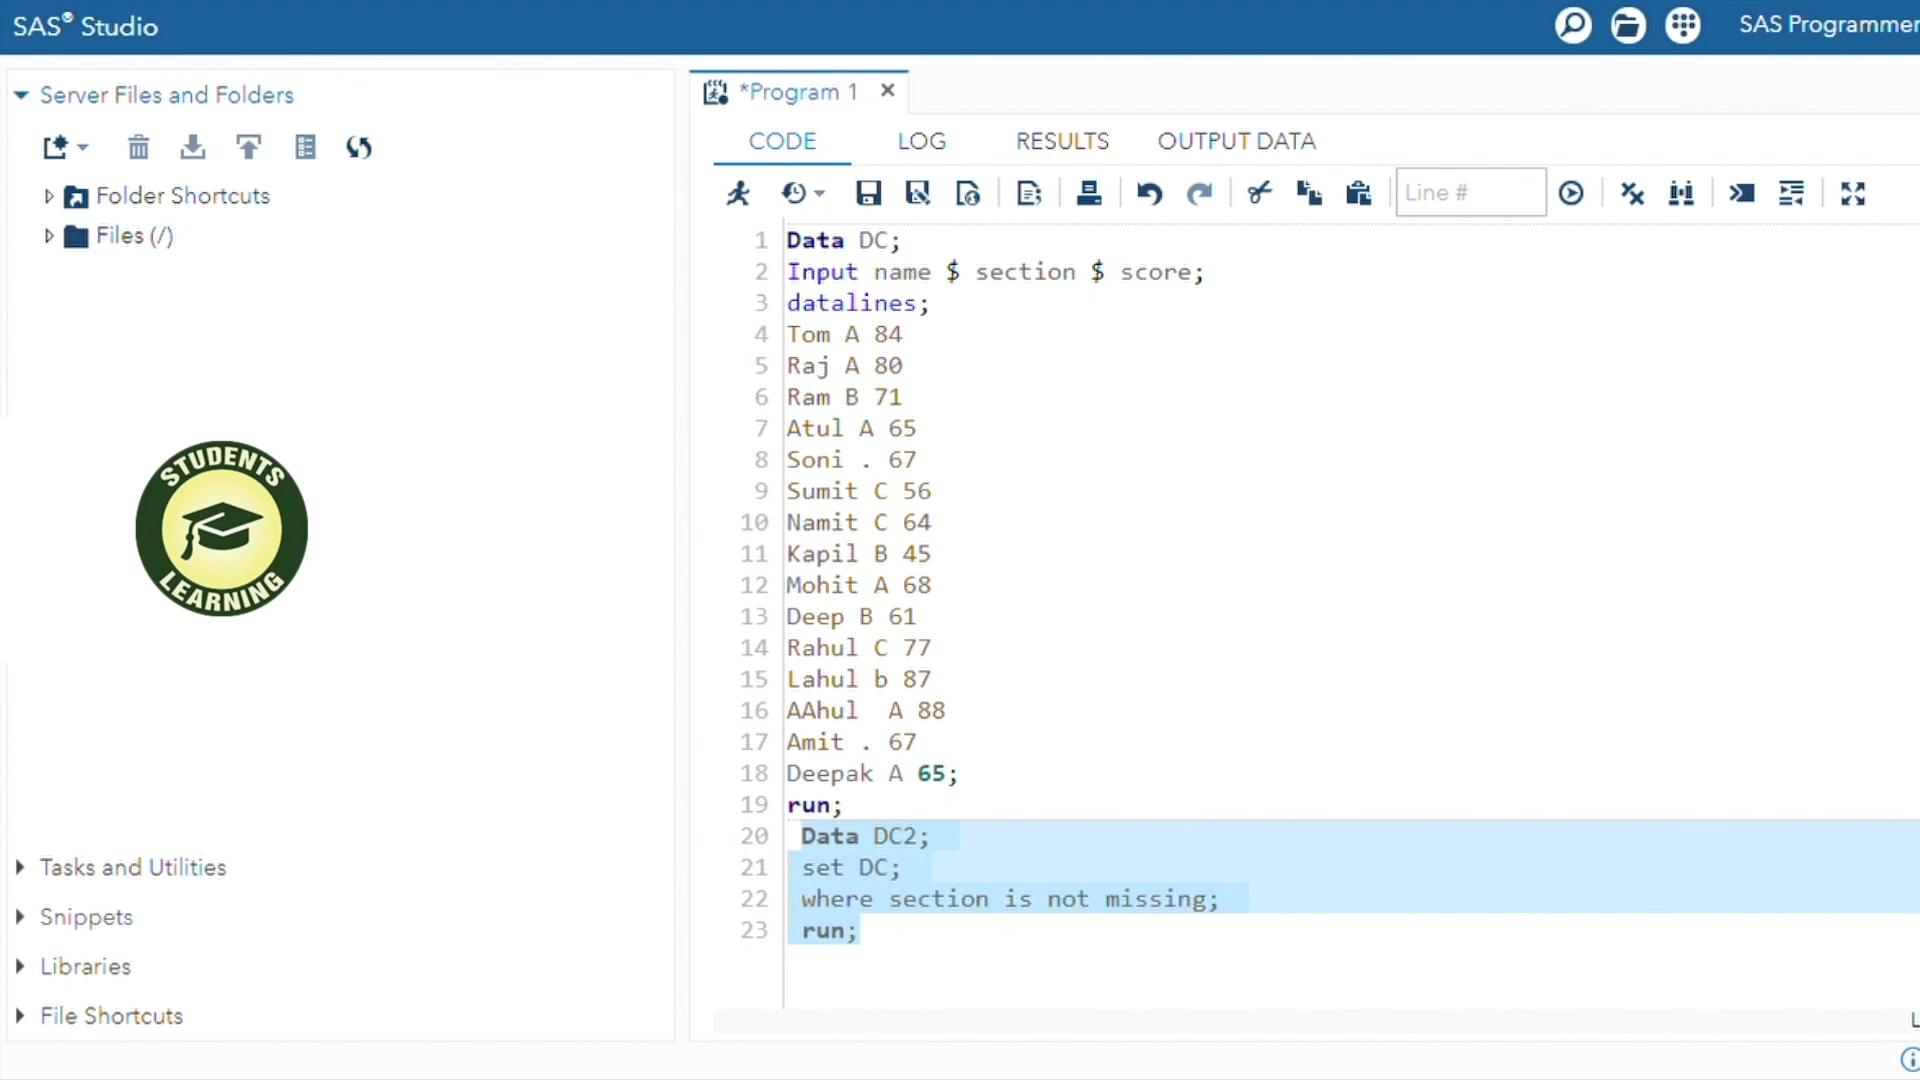 SAS® Studio
SAS Programmer
Server Files and Folders
Folder Shortcuts
Files (/)
STUDENTS
LEARNING
Tasks and Utilities
Snippets
Libraries
File Shortcuts
*Program 1
CODE LOG RESULTS OUTPUT DATA
Line #
1 Data DC;
2 Input name $ section $ score;
3 datalines;
4 Tom A 84
5 Raj A 80
6 Ram B 71
7 Atul A 65
8 Soni . 67
9 Sumit C 56
10 Namit C 64
11 Kapil B 45
12 Mohit A 68
13 Deep B 61
14 Rahul C 77
15 Lahul b 87
16 AAhul  A 88
17 Amit . 67
18 Deepak A 65;
19 run;
20 Data DC2;
21 set DC;
22 where section is not missing;
23 run;